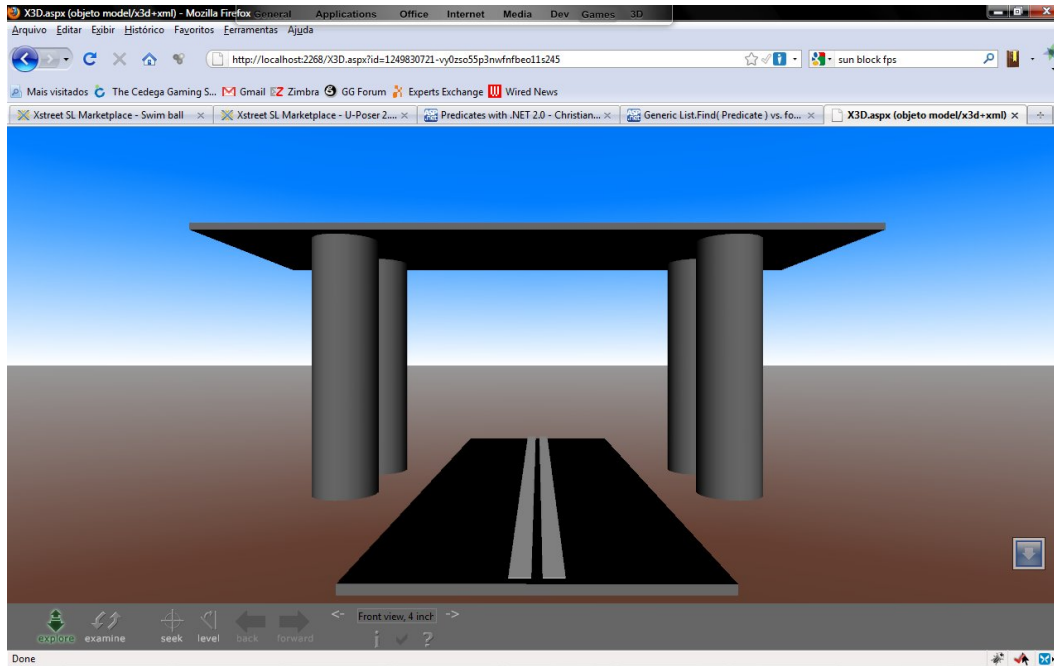 X3D.aspx (objeto model/x3d+xml) - Mozilla Firefox General Applications Office Internet Media Dev Games 3D
Arquivo Editar Exibir Histórico Favoritos Ferramentas Ajuda
http://localhost:2268/X3D.aspx?id=1249830721-vy0zso55p3nwfnfbeo11s245 sun block fps
Mais visitados The Cedega Gaming S... Gmail Zimbra GG Forum Experts Exchange Wired News
Xstreet SL Marketplace - Swim ball Xstreet SL Marketplace - U-Poser 2.... Predicates with .NET 2.0 - Christian... Generic List.Find( Predicate ) vs. fo... X3D.aspx (objeto model/x3d+xml)
<- Front view, 4 inch ->
explore examine seek level back forward
Done